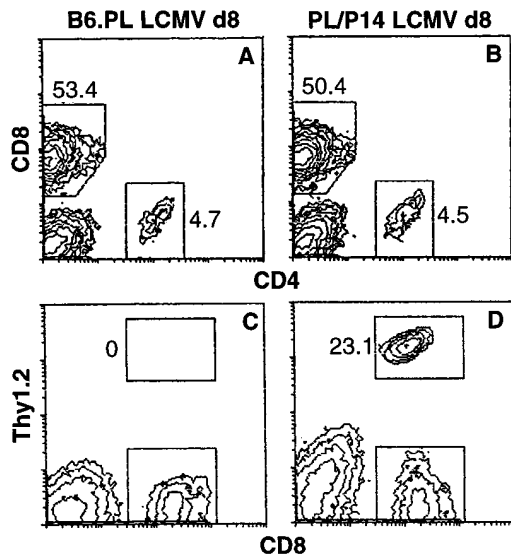 B6.PL LCMV d8
PL/P14 LCMV d8
A
B
53.4
50.4
CD8
4.7
4.5
CD4
C
D
0
23.1
Thy1.2
CD8